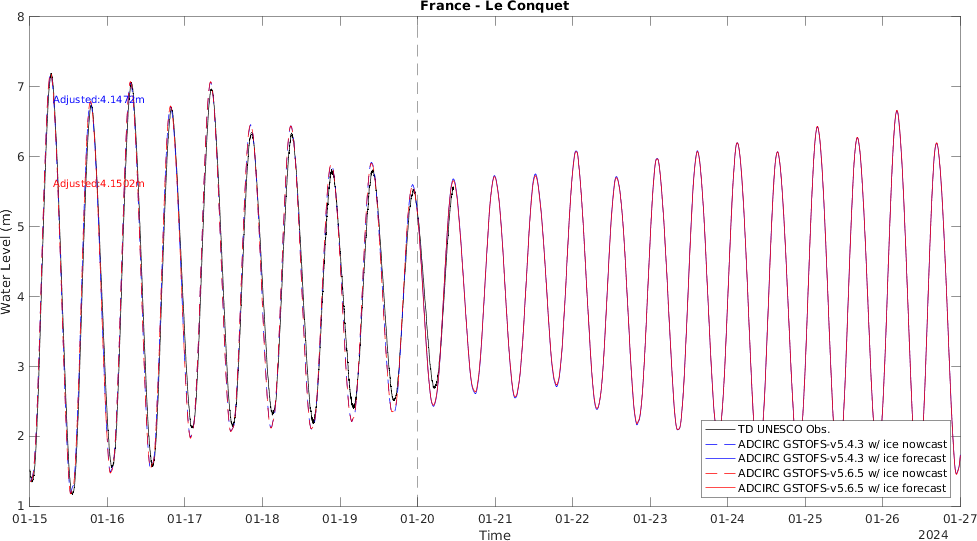 France - Le Conquet
8
7
6
5
4
3
2
1
Water Level (m)
Adjusted:4.1472m
Adjusted:4.1502m
TD UNESCO Obs.
ADCIRC GSTOFS-v5.4.3 w/ ice nowcast
ADCIRC GSTOFS-v5.4.3 w/ ice forecast
ADCIRC GSTOFS-v5.6.5 w/ ice nowcast
ADCIRC GSTOFS-v5.6.5 w/ ice forecast
01-15 01-16 01-17 01-18 01-19 01-20 01-21 01-22 01-23 01-24 01-25 01-26 01-27
Time
2024